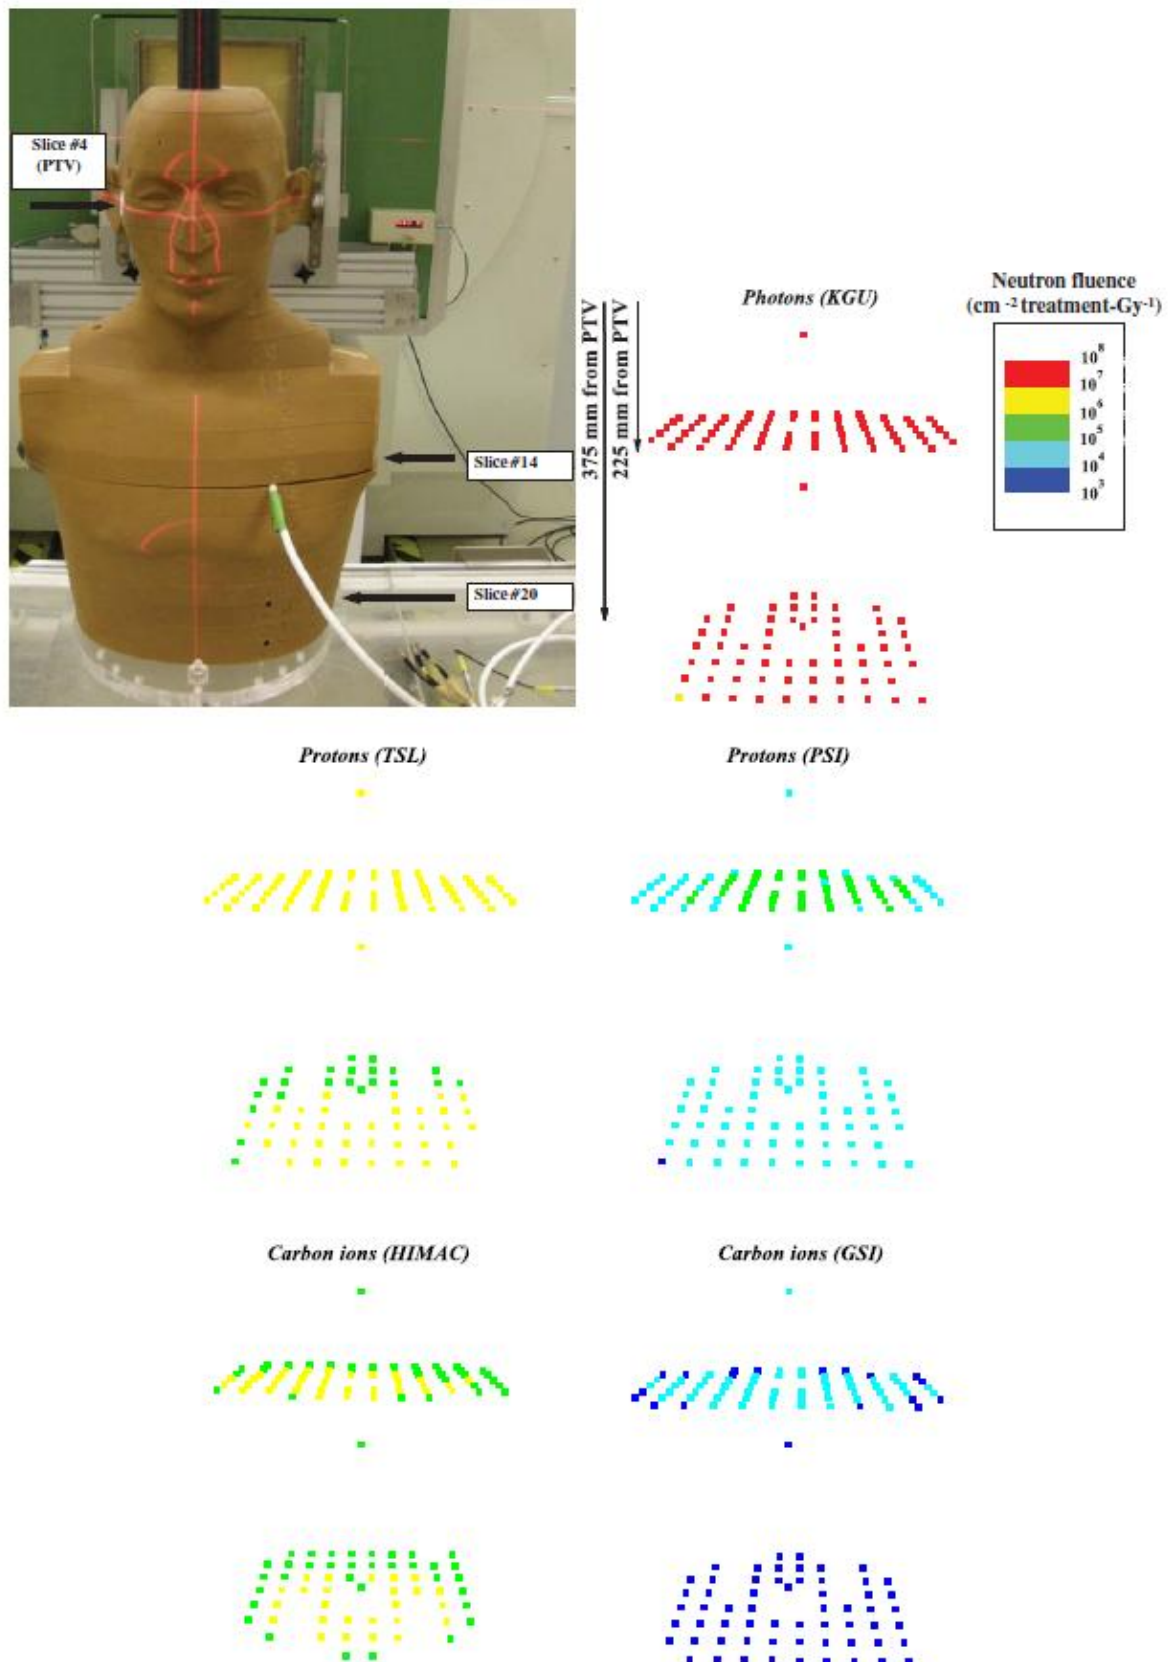 Slice #4
(PTV)
Slice #14
Slice #20
375 mm from PTV
225 mm from PTV
Photons (KGU)
Neutron fluence
(cm -2 treatment-Gy-1)
10^8
10^7
10^6
10^5
10^4
10^3
Protons (TSL)
Protons (PSI)
Carbon ions (HIMAC)
Carbon ions (GSI)